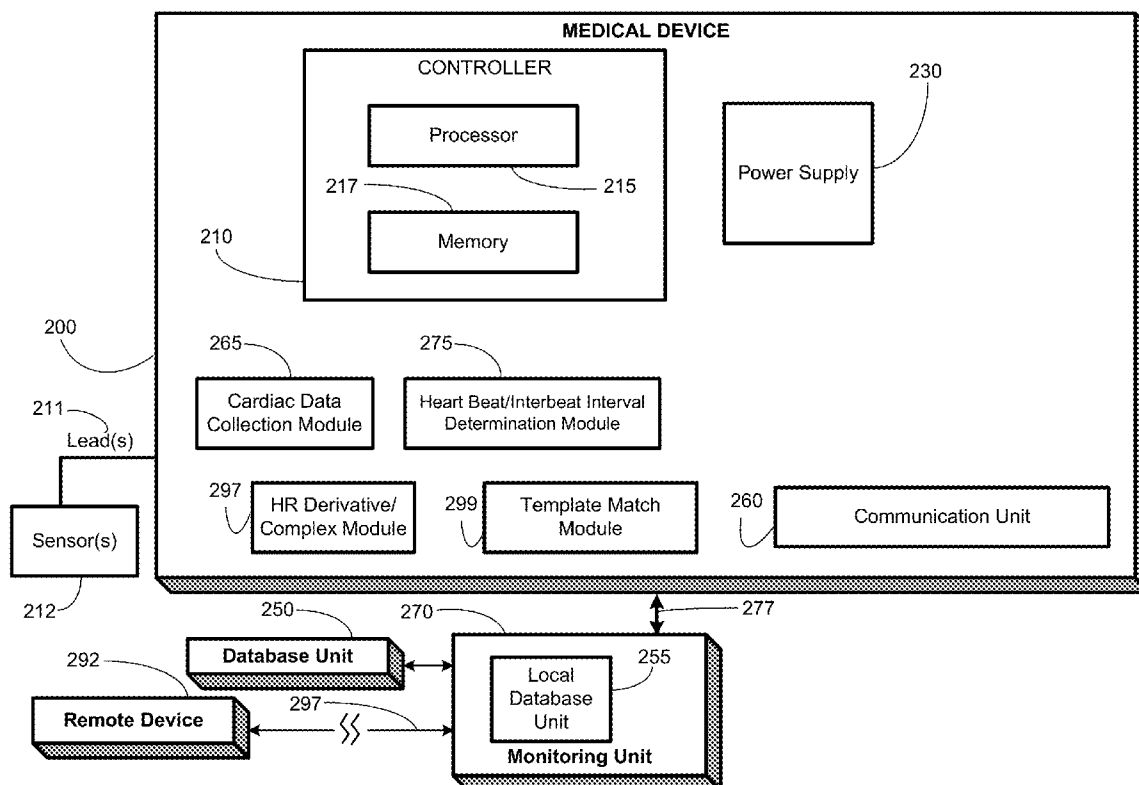 MEDICAL DEVICE
CONTROLLER
230
Processor
Power Supply
217
215
Memory
210
200
265
275
Cardiac Data
Collection Module
Heart Beat/Interbeat Interval
Determination Module
211
Lead(s)
297
HR Derivative/
Complex Module
299
Template Match
Module
260
Communication Unit
Sensor(s)
212
250
270
277
Database Unit
292
255
Local
Database
Unit
Remote Device
297
Monitoring Unit